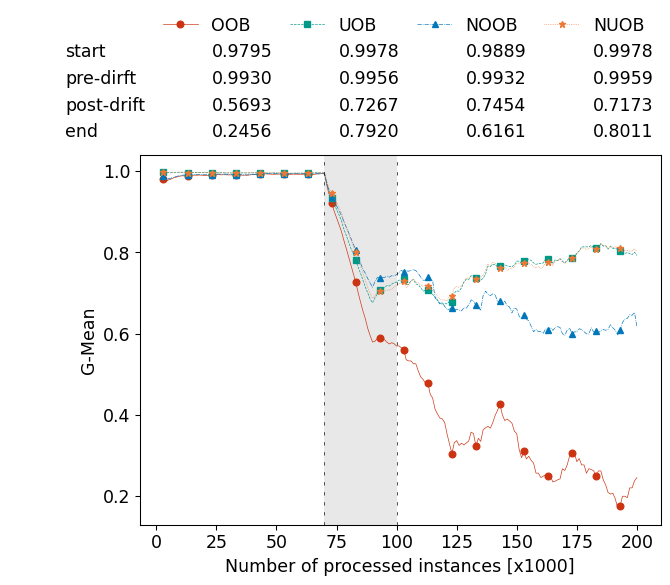 OOB UOB NOOB NUOB
start 0.9795 0.9978 0.9889 0.9978
pre-dirft 0.9930 0.9956 0.9932 0.9959
post-drift 0.5693 0.7267 0.7454 0.7173
end 0.2456 0.7920 0.6161 0.8011
1.0
0.8
0.6
0.4
0.2
G-Mean
0 25 50 75 100 125 150 175 200
Number of processed instances [x1000]